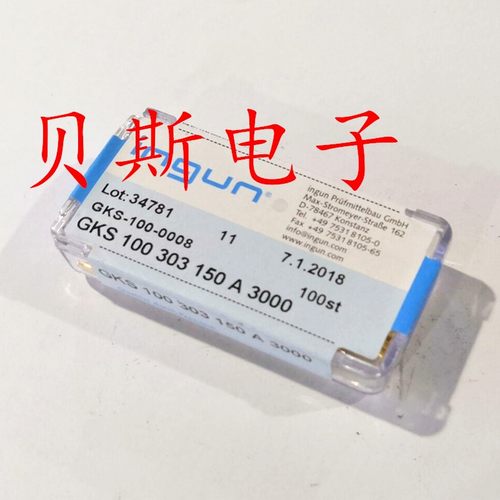 贝斯电子
ingun®
ingun Prüfmittelbau GmbH
Max-Stromeyer-Straße 162
D-78467 Konstanz
Fon +49 7531 8105-0
Fax +49 7531 8105-65
info@ingun.com
www.ingun.com
Lot:34781
GKS-100-0008 11 7.1.2018
GKS 100 303 150 A 3000 100st
GKS 100 303 150 A 3000